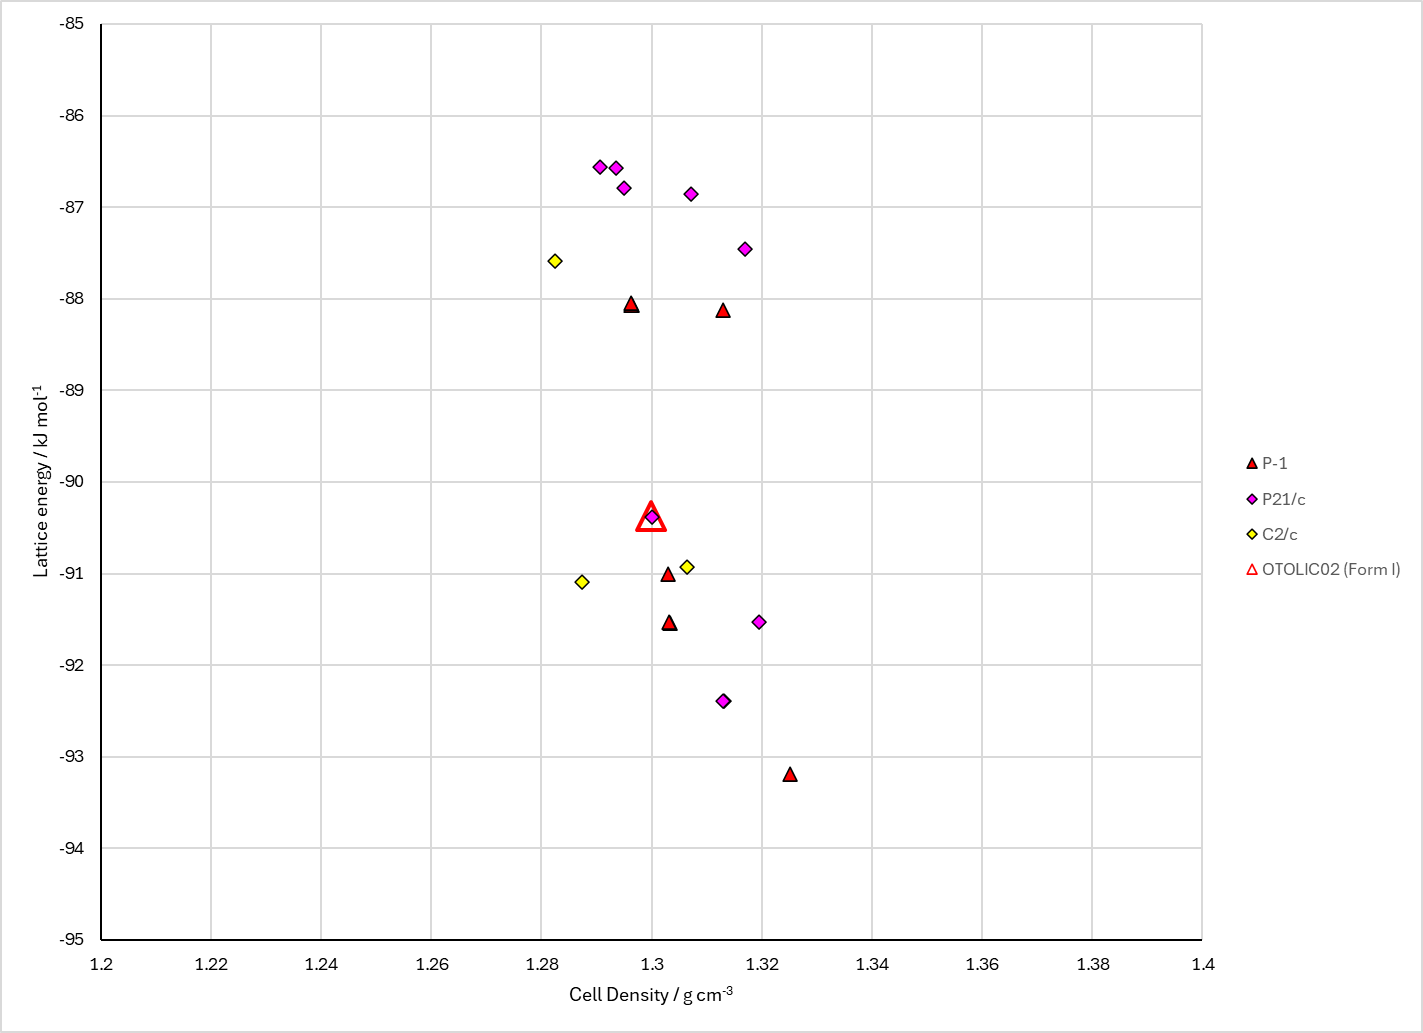 -85
-86
-87
-88
-89
-90
-91
-92
-93
-94
-95
Lattice energy / kJ mol-1
1.2 1.22 1.24 1.26 1.28 1.3 1.32 1.34 1.36 1.38 1.4
Cell Density / g cm-3
P-1
P21/c
C2/c
OTOLIC02 (Form I)